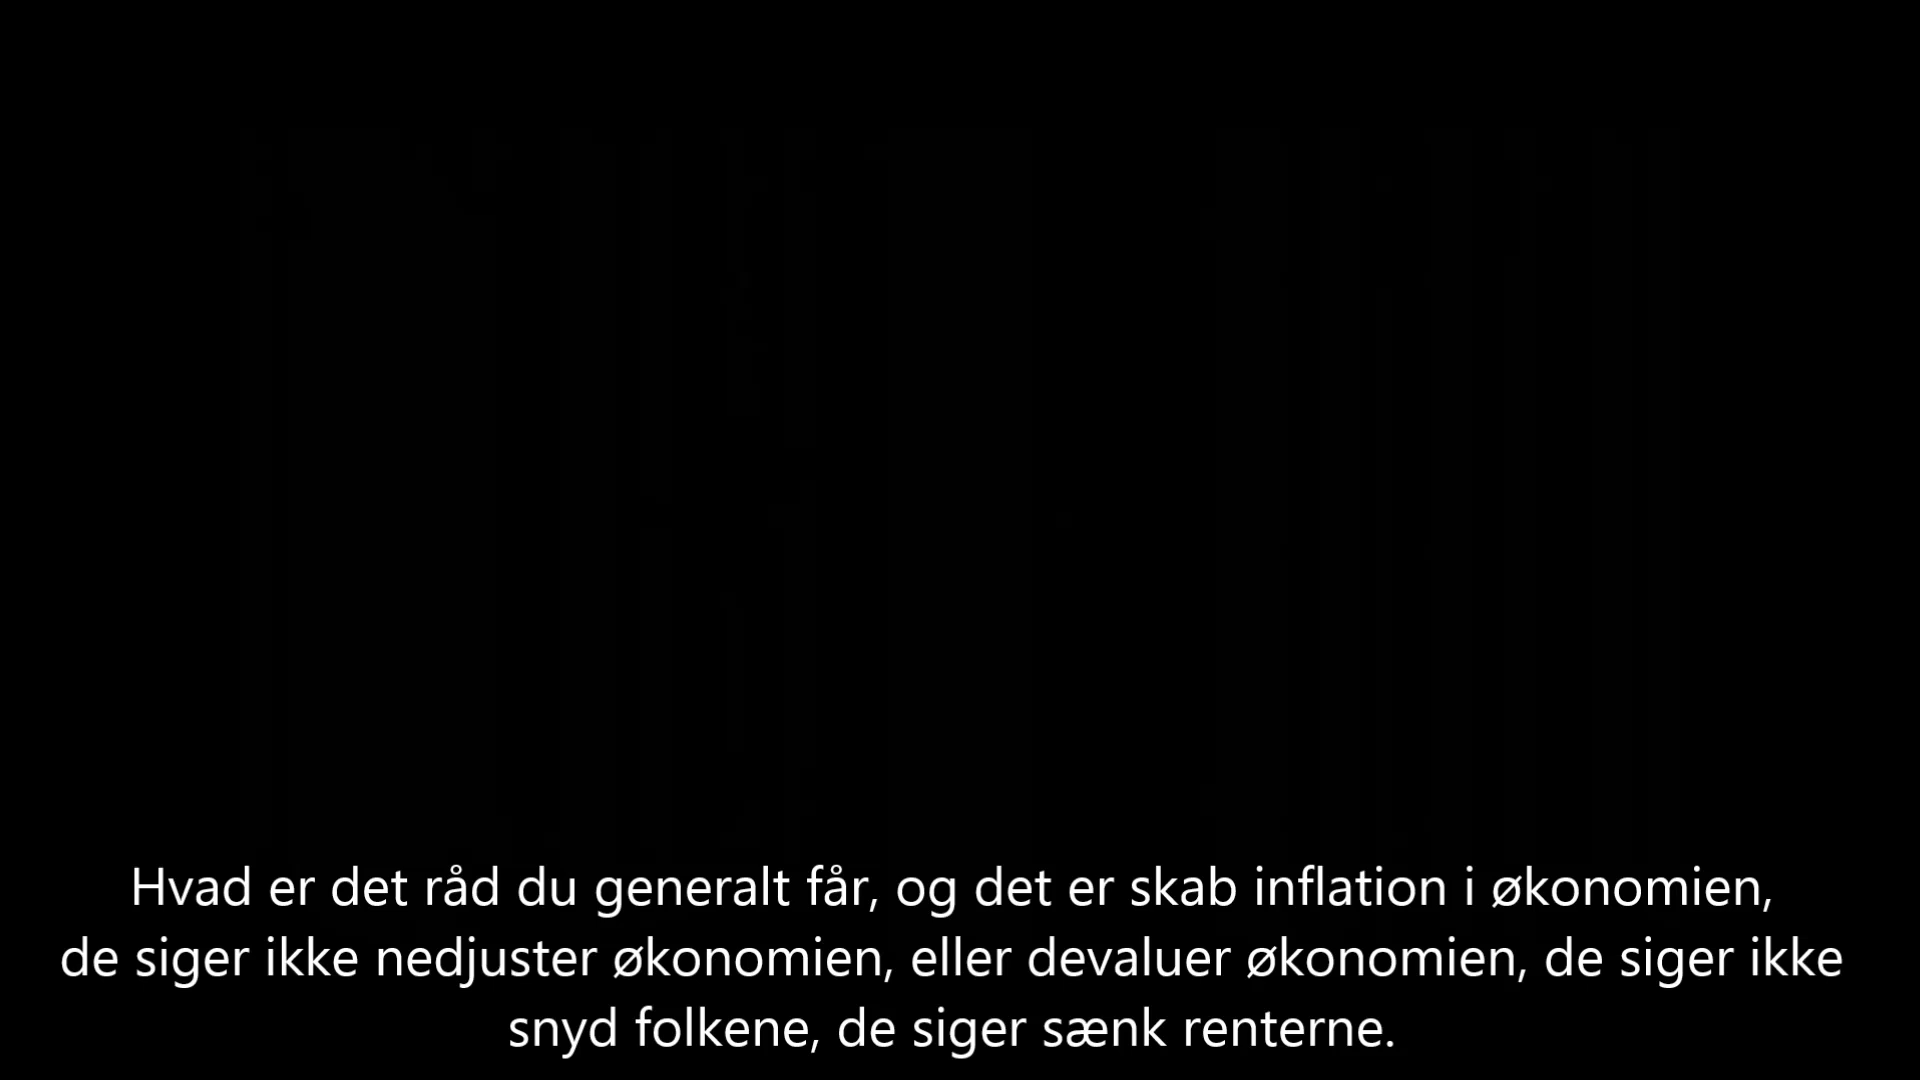 Hvad er det råd du generalt får, og det er skab inflation i økonomien,
de siger ikke nedjuster økonomien, eller devaluer økonomien, de siger ikke
snyd folkene, de siger sænk renterne.